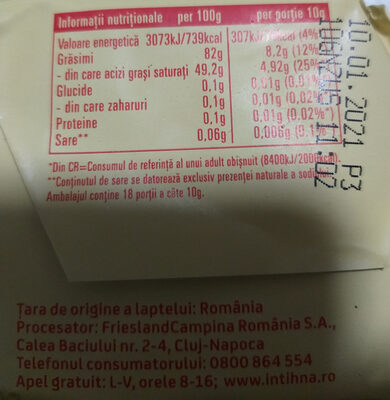 Informații nutriționale per 100g per porție 10g
Valoare energetică 3073kJ/739kcal 307kJ/ (4%
Grăsimi 82g 8.2g (12%
- din care acizi grași saturați 49.2g 4,92g (25%
Glucide 0.1g 0,01g (0.01%
- din care zaharuri 0.1g 0,01g (0,02%
Proteine 0.1g 0,01g (0.02%*)
Sare** 0,06g 0,006g
*Din CR=Consumul de referință al unui adult obișnuit (8400kJ/2000kcal).
**Conținutul de sare se datorează exclusiv prezenței naturale a
Ambalajul conține 18 porții a câte 10g.
10.01.2021 P3
11:02
Țara de origine a laptelui: România
Procesator: FrieslandCampina România S.A.,
Calea Baciului nr. 2-4, Cluj-Napoca
Telefonul consumatorului: 0800 864 554
Apel gratuit: L-V, orele 8-16; www.intihna.ro